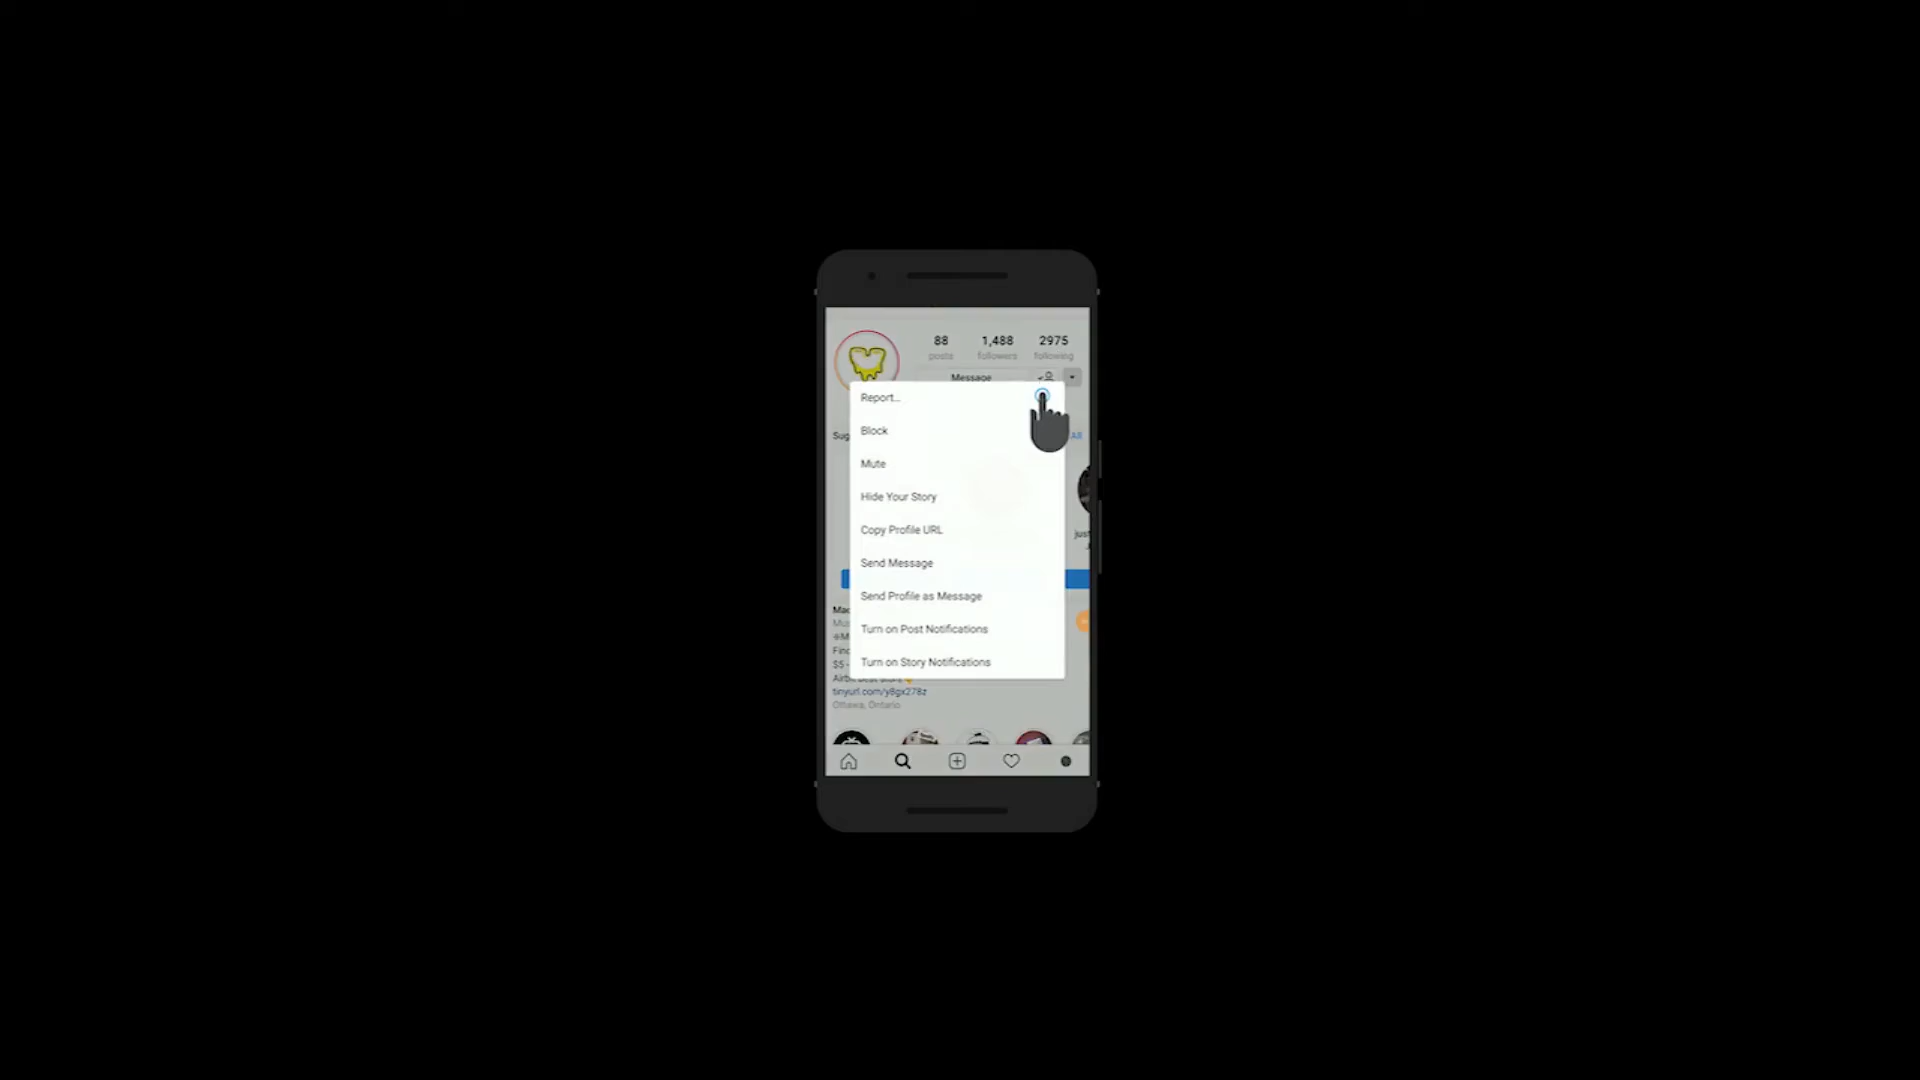 88 1,488 2975
posts followers following
Message
Report...
Block
All
Mute
Hide Your Story
Copy Profile URL
Send Message
Send Profile as Message
Turn on Post Notifications
Turn on Story Notifications
tinyurl.com/y8gx278z
Ottawa, Ontario